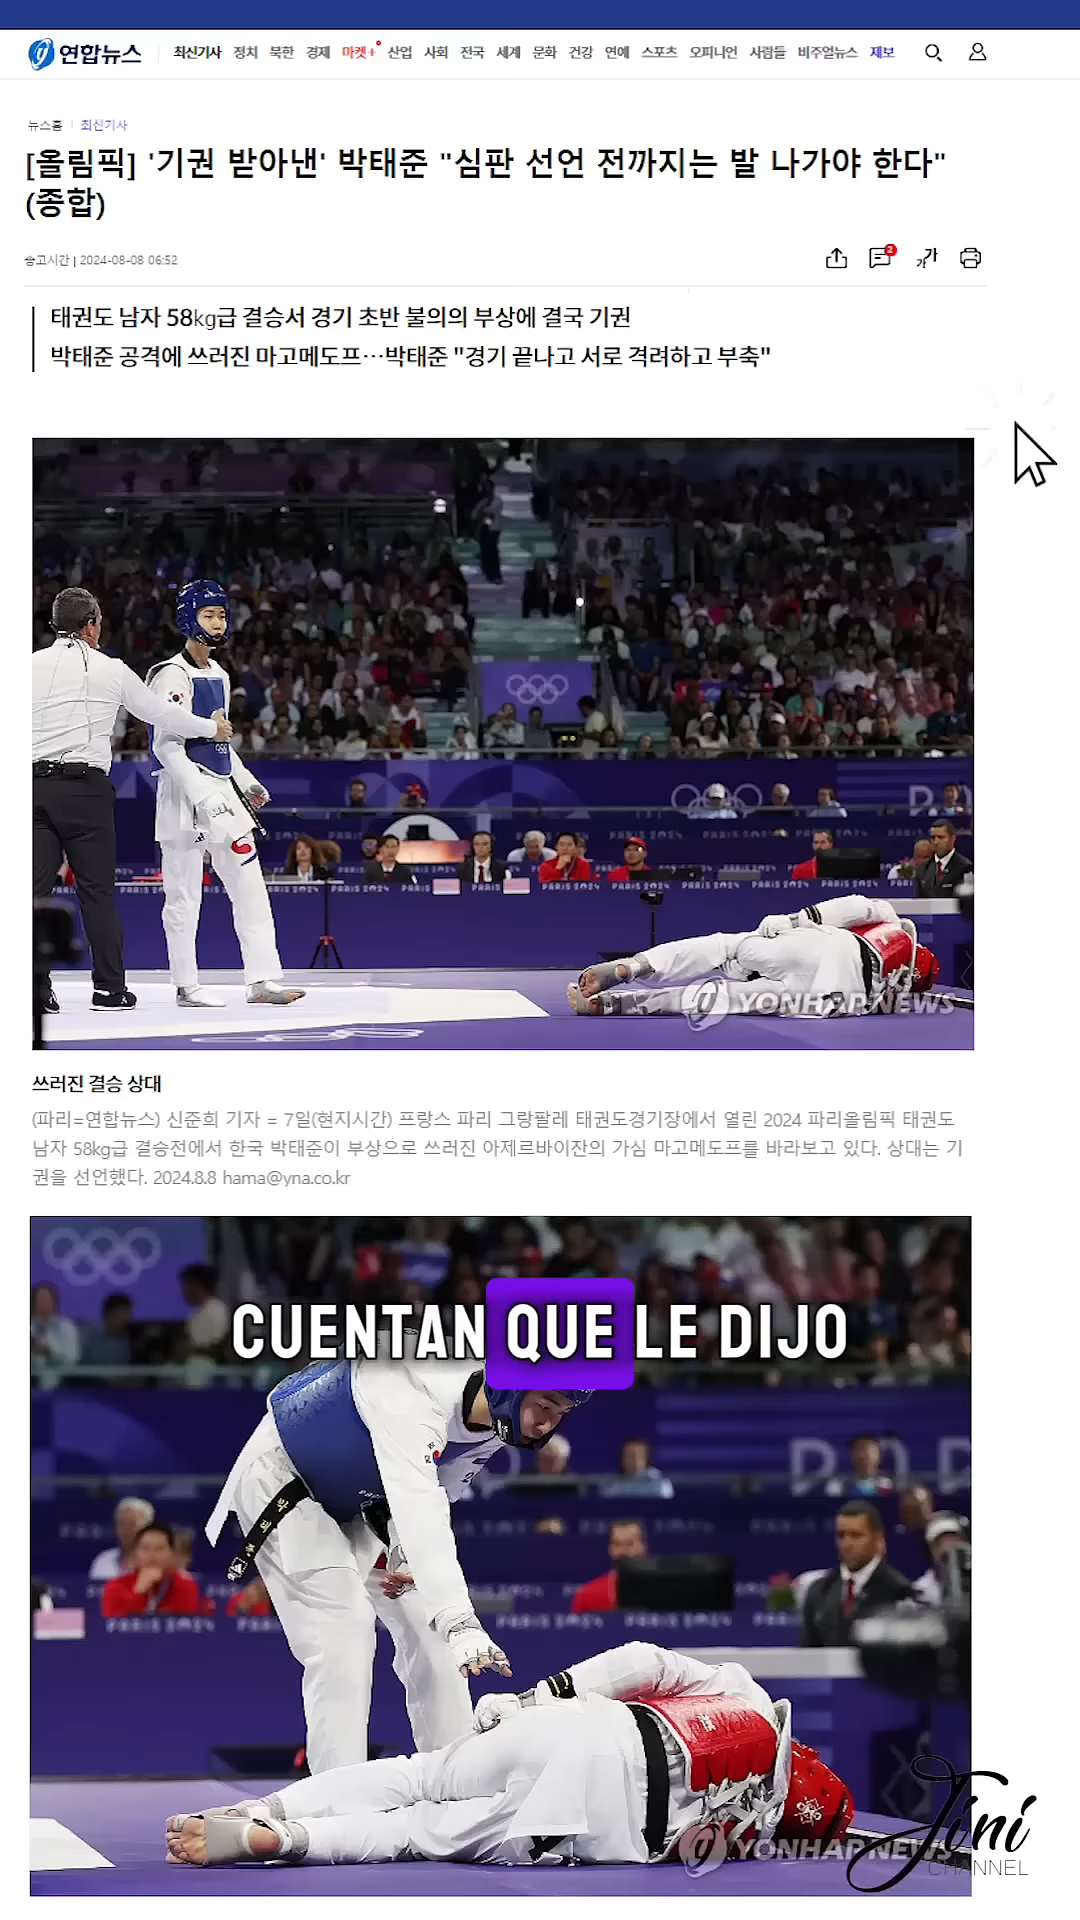 연합뉴스
최신기사 정치 북한 경제 마켓+ 산업 사회 전국 세계 문화 건강 연예 스포츠 오피니언 사람들 비주얼뉴스 제보
뉴스홈 최신기사
[올림픽] '기권 받아낸' 박태준 "심판 선언 전까지는 발 나가야 한다"
(종합)
송고시간 | 2024-08-08 06:52
2
가가
태권도 남자 58kg급 결승서 경기 초반 불의의 부상에 결국 기권
박태준 공격에 쓰러진 마고메도프…박태준 "경기 끝나고 서로 격려하고 부축"
PARIS 2024
YONHAP NEWS
쓰러진 결승 상대
(파리=연합뉴스) 신준희 기자 = 7일(현지시간) 프랑스 파리 그랑팔레 태권도경기장에서 열린 2024 파리올림픽 태권도
남자 58kg급 결승전에서 한국 박태준이 부상으로 쓰러진 아제르바이잔의 가심 마고메도프를 바라보고 있다. 상대는 기
권을 선언했다. 2024.8.8 hama@yna.co.kr
CUENTAN QUE LE DIJO
PARIS 2024
YONHAP NEWS
Jini
CHANNEL